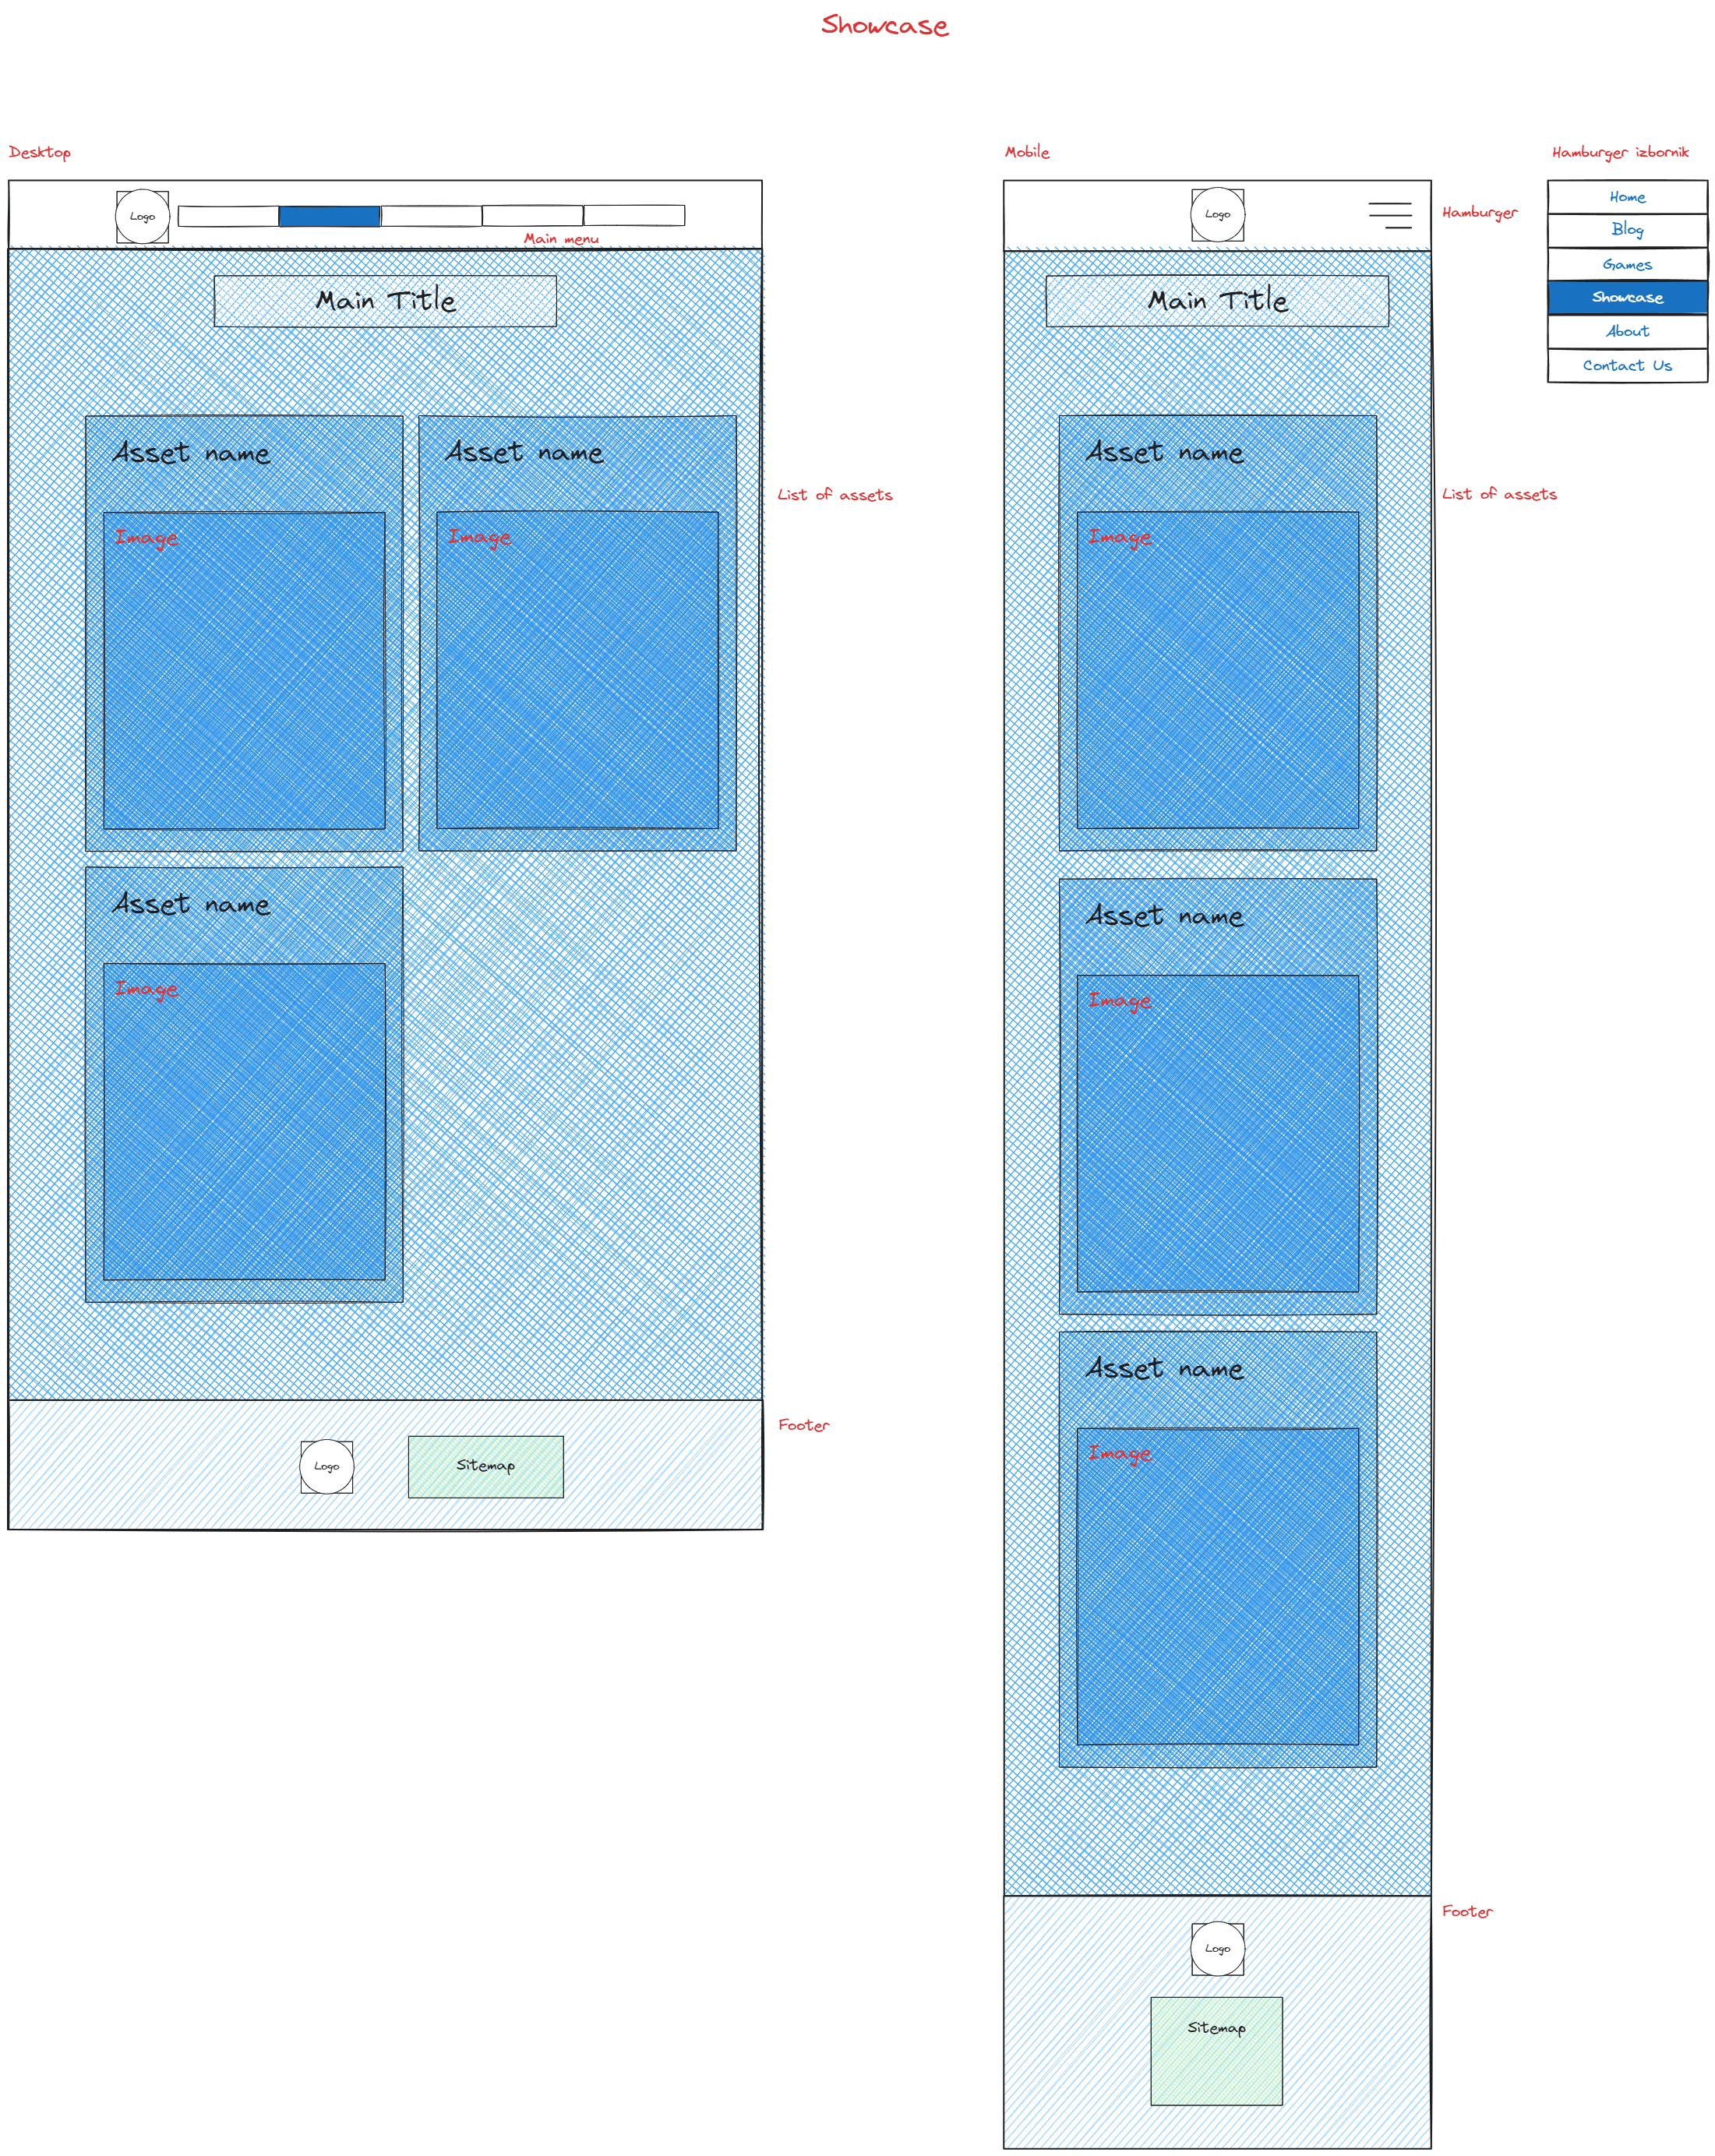 Showcase
Desktop
Logo
Main menu
Main Title
Asset name
Image
Asset name
Image
List of assets
Asset name
Image
Logo
Sitemap
Footer
Mobile
Logo
Hamburger
Main Title
Asset name
Image
List of assets
Asset name
Image
Asset name
Image
Footer
Logo
Sitemap
Hamburger izbornik
Home
Blog
Games
Showcase
About
Contact Us